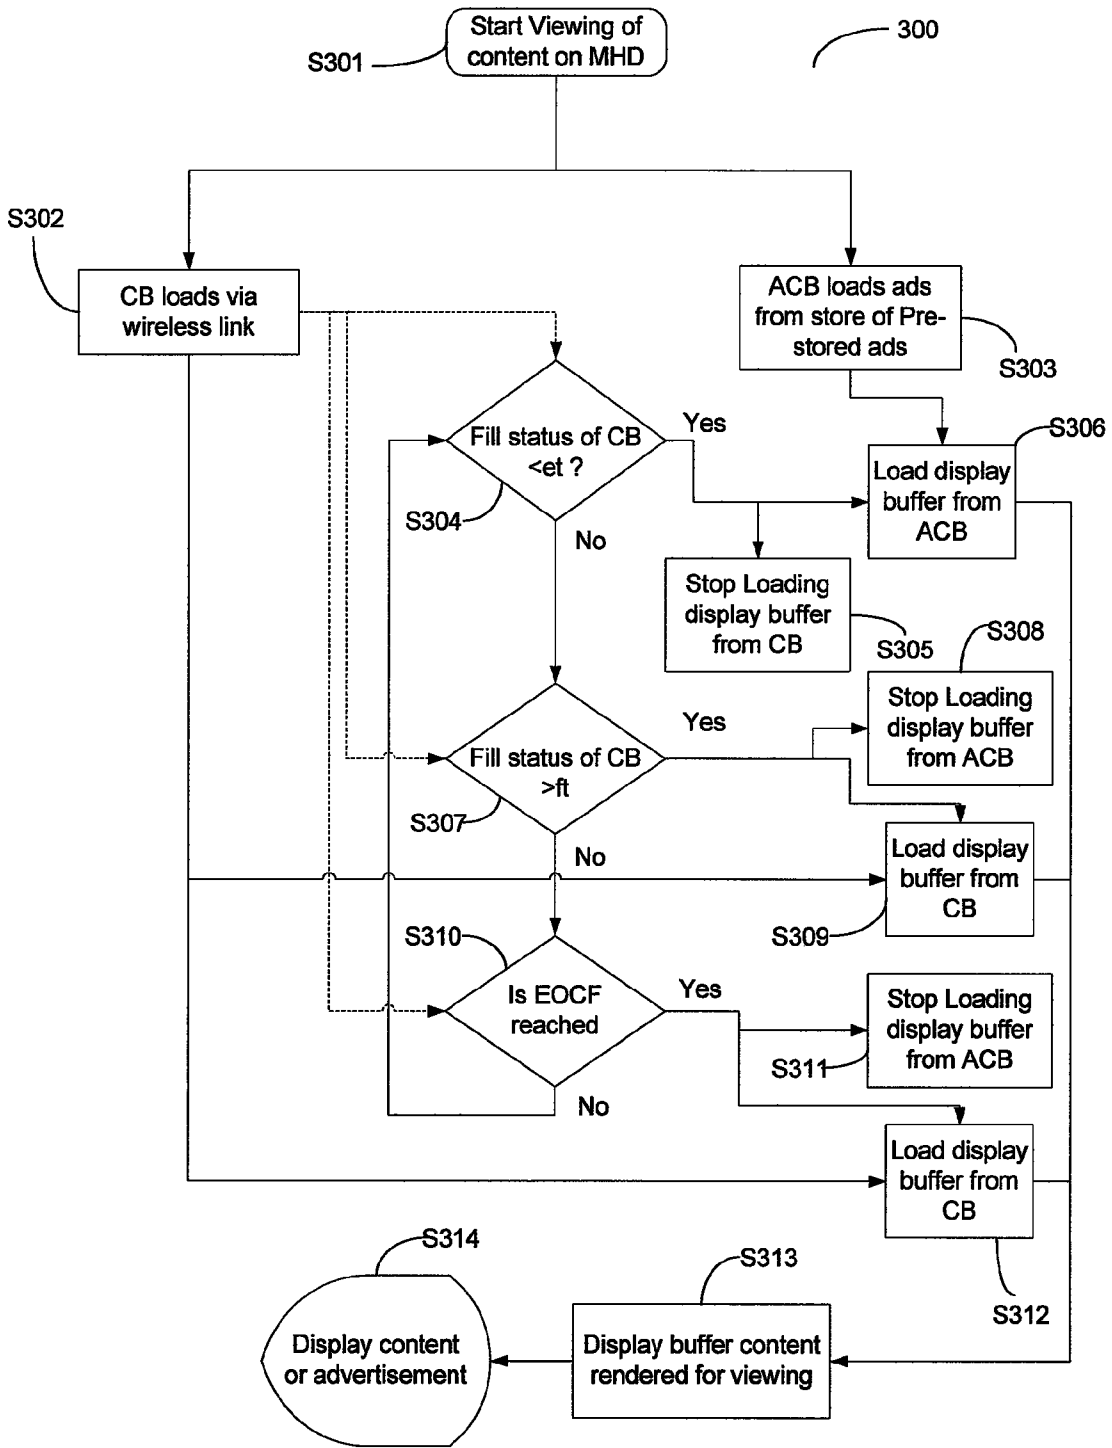 Start Viewing of
content on MHD
S301
300
S302
CB loads via
wireless link
ACB loads ads
from store of Pre-
stored ads
S303
Fill status of CB
<et ?
Yes
S304
No
S306
Load display
buffer from
ACB
Stop Loading
display buffer
from CB
S305
S308
Stop Loading
display buffer
from ACB
Fill status of CB
>ft
Yes
S307
No
Load display
buffer from
CB
S309
S310
Is EOCF
reached
Yes
No
Stop Loading
display buffer
from ACB
S311
Load display
buffer from
CB
S312
S313
Display buffer content
rendered for viewing
S314
Display content
or advertisement